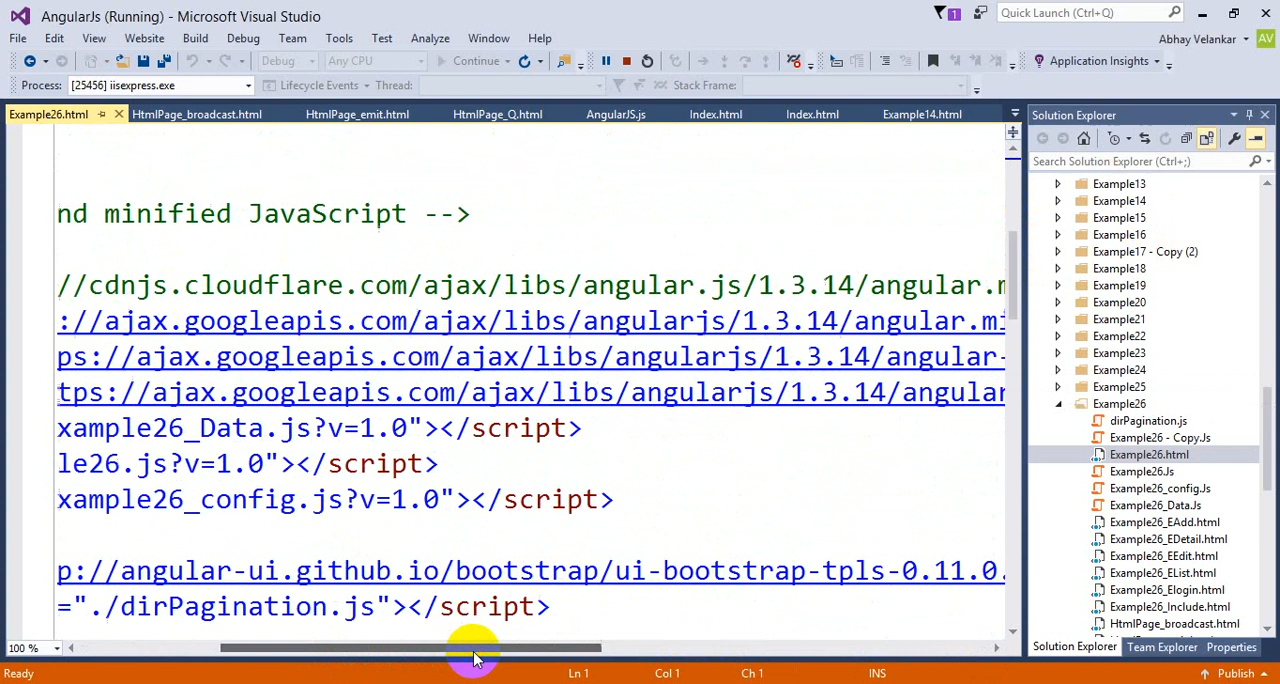 AngularJs (Running) - Microsoft Visual Studio
1
Quick Launch (Ctrl+Q)
File Edit View Website Build Debug Team Tools Test Analyze Window Help
Abhay Velankar AV
Debug Any CPU Continue Application Insights
Process: [25456] iisexpress.exe Lifecycle Events Thread: Stack Frame:
Example26.html HtmlPage_broadcast.html HtmlPage_emit.html HtmlPage_Q.html AngularJS.js Index.html Index.html Example14.html
nd minified JavaScript -->
//cdnjs.cloudflare.com/ajax/libs/angular.js/1.3.14/angular.m
://ajax.googleapis.com/ajax/libs/angularjs/1.3.14/angular.mi
ps://ajax.googleapis.com/ajax/libs/angularjs/1.3.14/angular-
tps://ajax.googleapis.com/ajax/libs/angularjs/1.3.14/angular
xample26_Data.js?v=1.0"></script>
le26.js?v=1.0"></script>
xample26_config.js?v=1.0"></script>
p://angular-ui.github.io/bootstrap/ui-bootstrap-tpls-0.11.0.
="./dirPagination.js"></script>
100 %
Solution Explorer
Search Solution Explorer (Ctrl+;)
Example13
Example14
Example15
Example16
Example17 - Copy (2)
Example18
Example19
Example20
Example21
Example22
Example23
Example24
Example25
Example26
dirPagination.js
Example26 - Copy.Js
Example26.html
Example26.Js
Example26_config.Js
Example26_Data.Js
Example26_EAdd.html
Example26_EDetail.html
Example26_EEdit.html
Example26_EList.html
Example26_Elogin.html
Example26_Include.html
HtmlPage_broadcast.html
Solution Explorer Team Explorer Properties
Ready Ln 1 Col 1 Ch 1 INS Publish